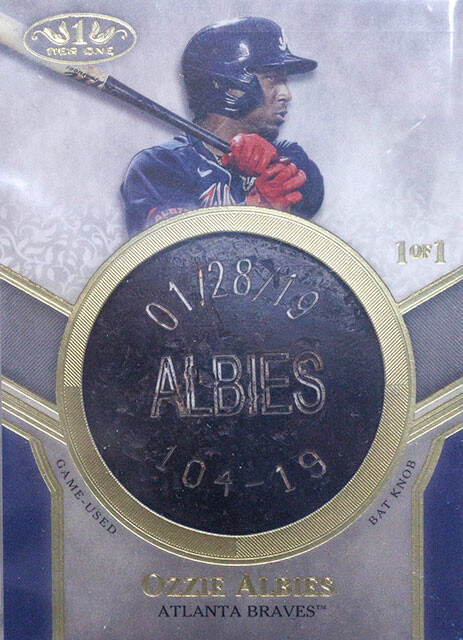 1
TIER ONE
1 OF 1
01/28/19
ALBIES
104-19
GAME-USED
BAT KNOB
OZZIE ALBIES
ATLANTA BRAVES™